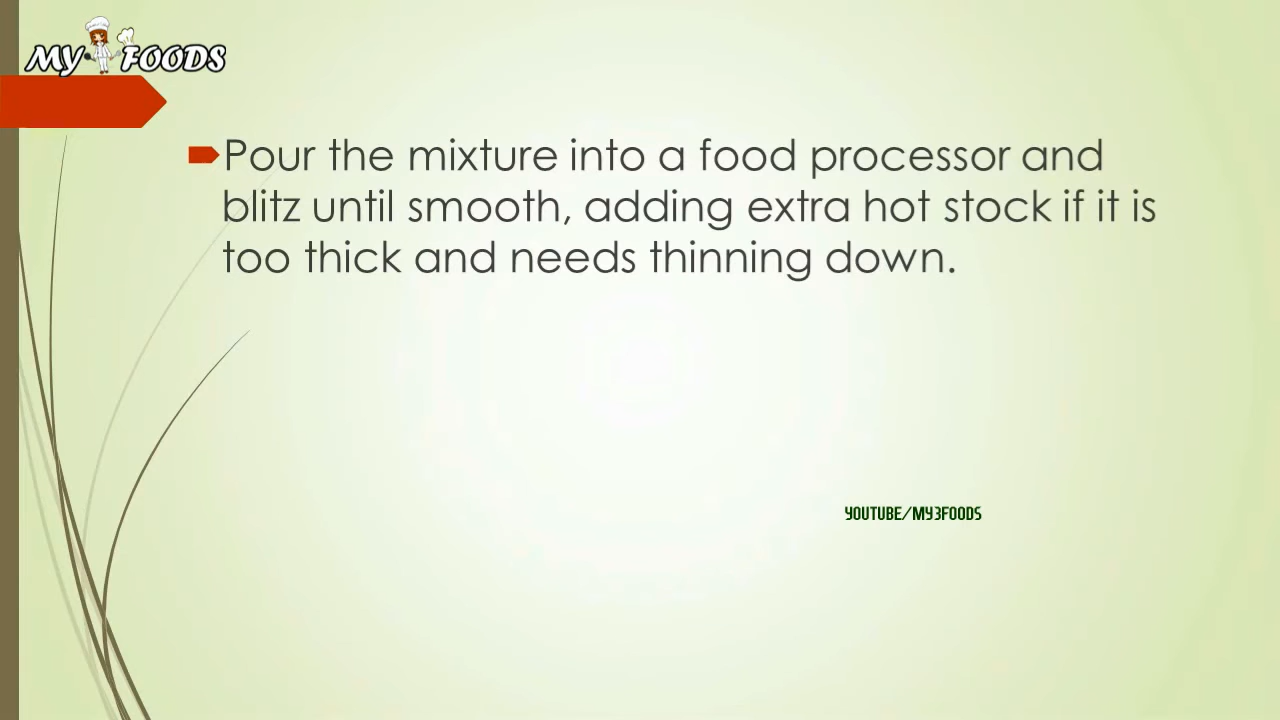 MY FOODS
Pour the mixture into a food processor and
blitz until smooth, adding extra hot stock if it is
too thick and needs thinning down.
YOUTUBE/MY3FOODS